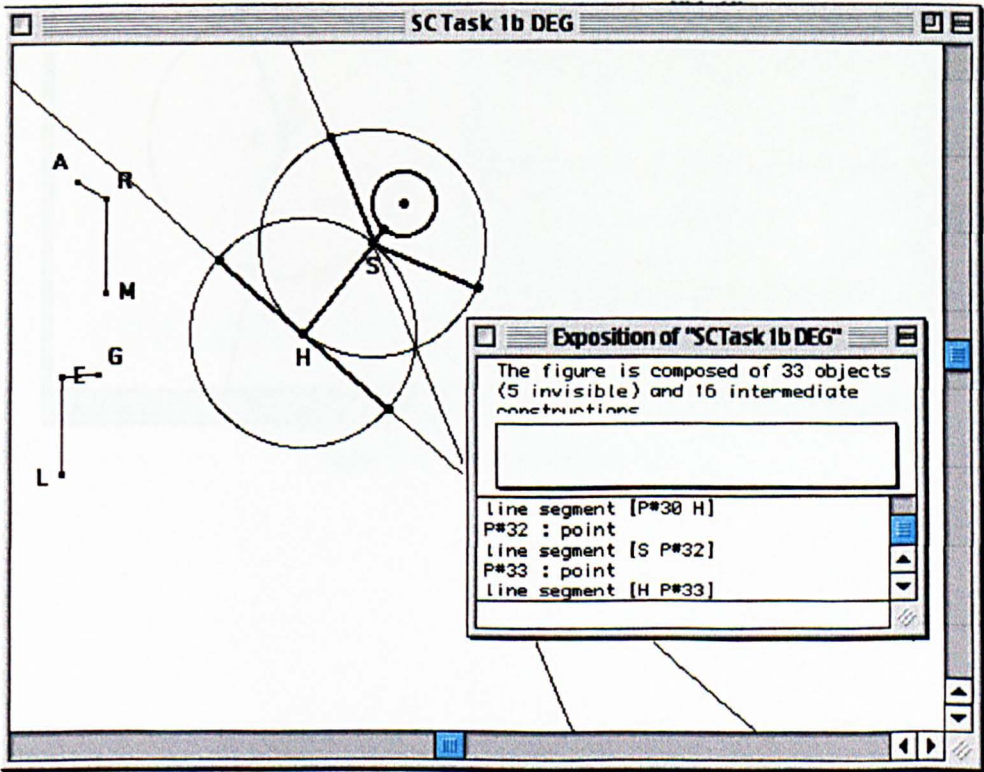 SCTask 1b DEG
A
R
S
M
H
G
E
L
Exposition of "SCTask 1b DEG"
The figure is composed of 33 objects
(5 invisible) and 16 intermediate
constructions
line segment [P#30 H]
P#32 : point
line segment [S P#32]
P#33 : point
line segment [H P#33]